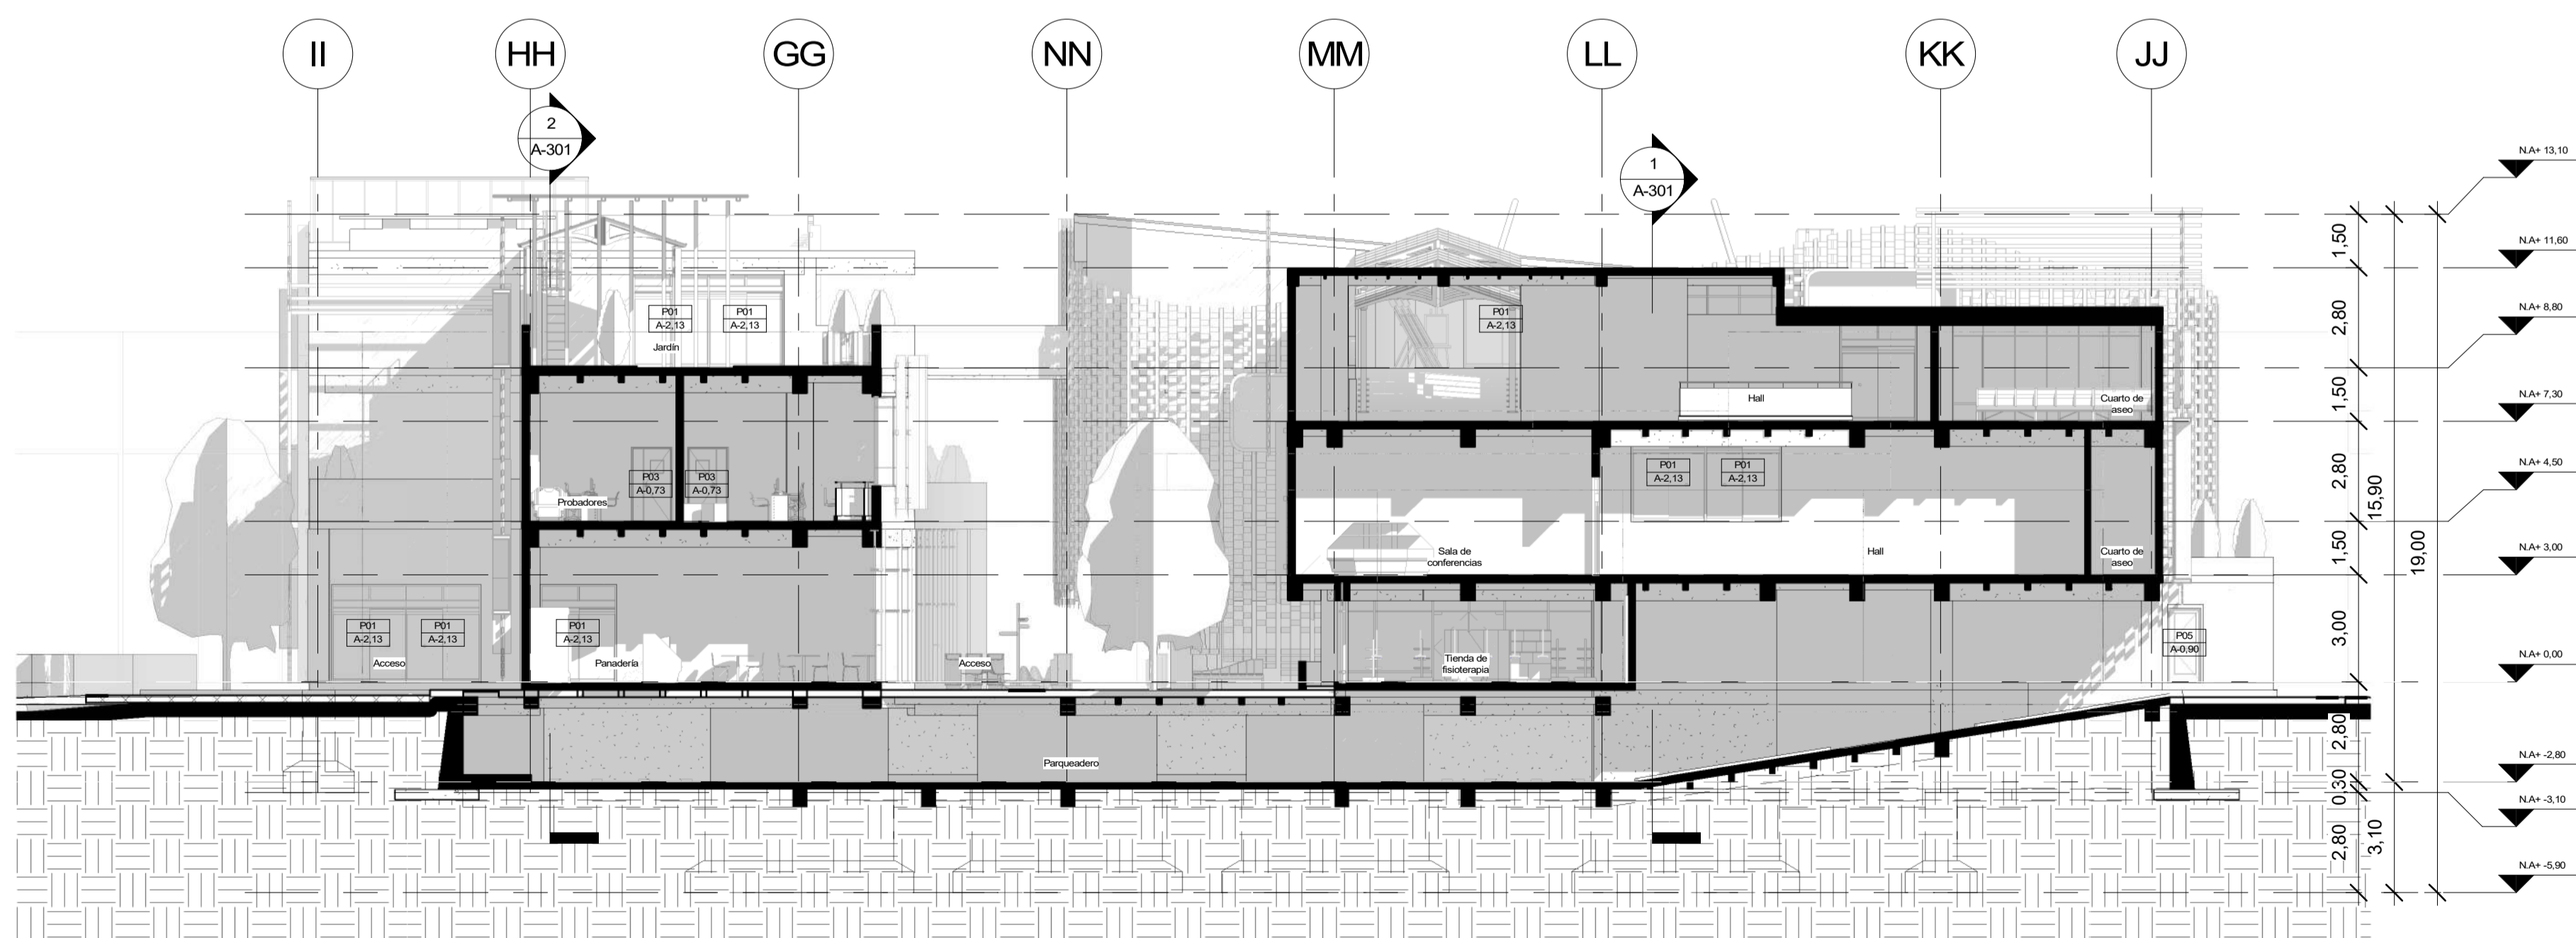 II HH GG NN MM LL KK JJ
2
A-301
1
A-301
N.A+ 13,10
N.A+ 11,60
N.A+ 8,80
N.A+ 7,30
N.A+ 4,50
N.A+ 3,00
N.A+ 0,00
N.A+ -2,80
N.A+ -3,10
N.A+ -5,90
1,50
2,80
1,50
2,80
1,50
3,00
2,80
0,30
2,80
15,90
3,10
19,00
P01
A-2,13
P01
A-2,13
Jardín
P01
A-2,13
Hall
Cuarto de
aseo
P03
A-0,73
P03
A-0,73
Probadores
P01
A-2,13
P01
A-2,13
Sala de
conferencias
Hall
Cuarto de
aseo
P01
A-2,13
P01
A-2,13
Acceso
P01
A-2,13
Panadería
Acceso
Tienda de
fisioterapia
P05
A-0,90
Parqueadero